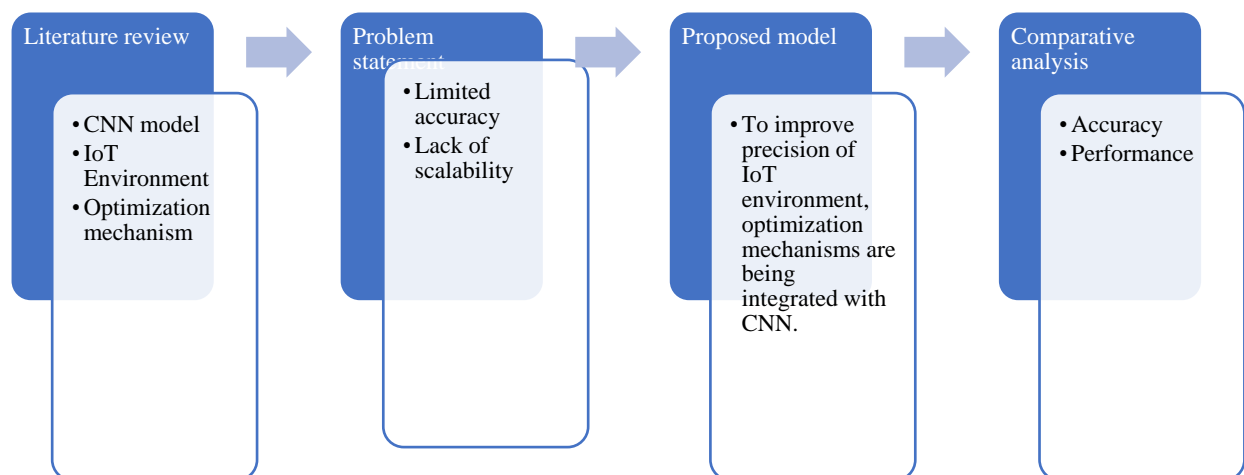 Literature review
• CNN model
• IoT
Environment
• Optimization
mechanism
Problem
statement
• Limited
accuracy
• Lack of
scalability
Proposed model
• To improve
precision of
IoT
environment,
optimization
mechanisms are
being
integrated with
CNN.
Comparative
analysis
• Accuracy
• Performance